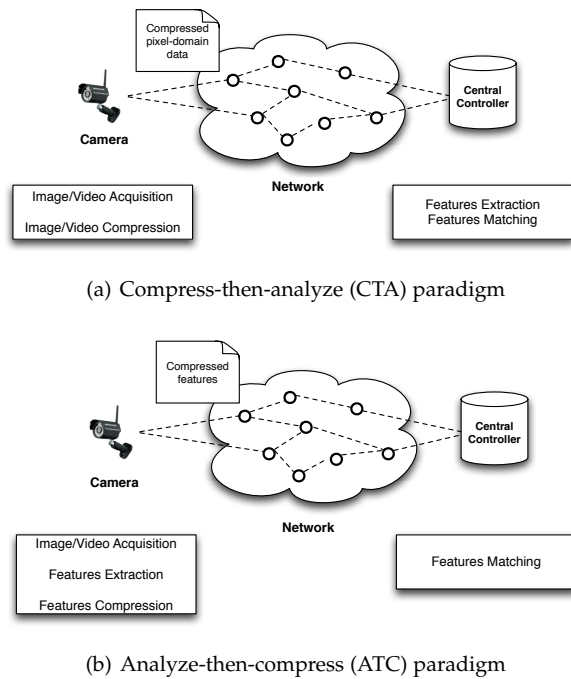 Compressed
pixel-domain
data
Camera
Central
Controller
Network
Image/Video Acquisition
Image/Video Compression
Features Extraction
Features Matching
(a) Compress-then-analyze (CTA) paradigm
Compressed
features
Camera
Central
Controller
Network
Image/Video Acquisition
Features Extraction
Features Compression
Features Matching
(b) Analyze-then-compress (ATC) paradigm